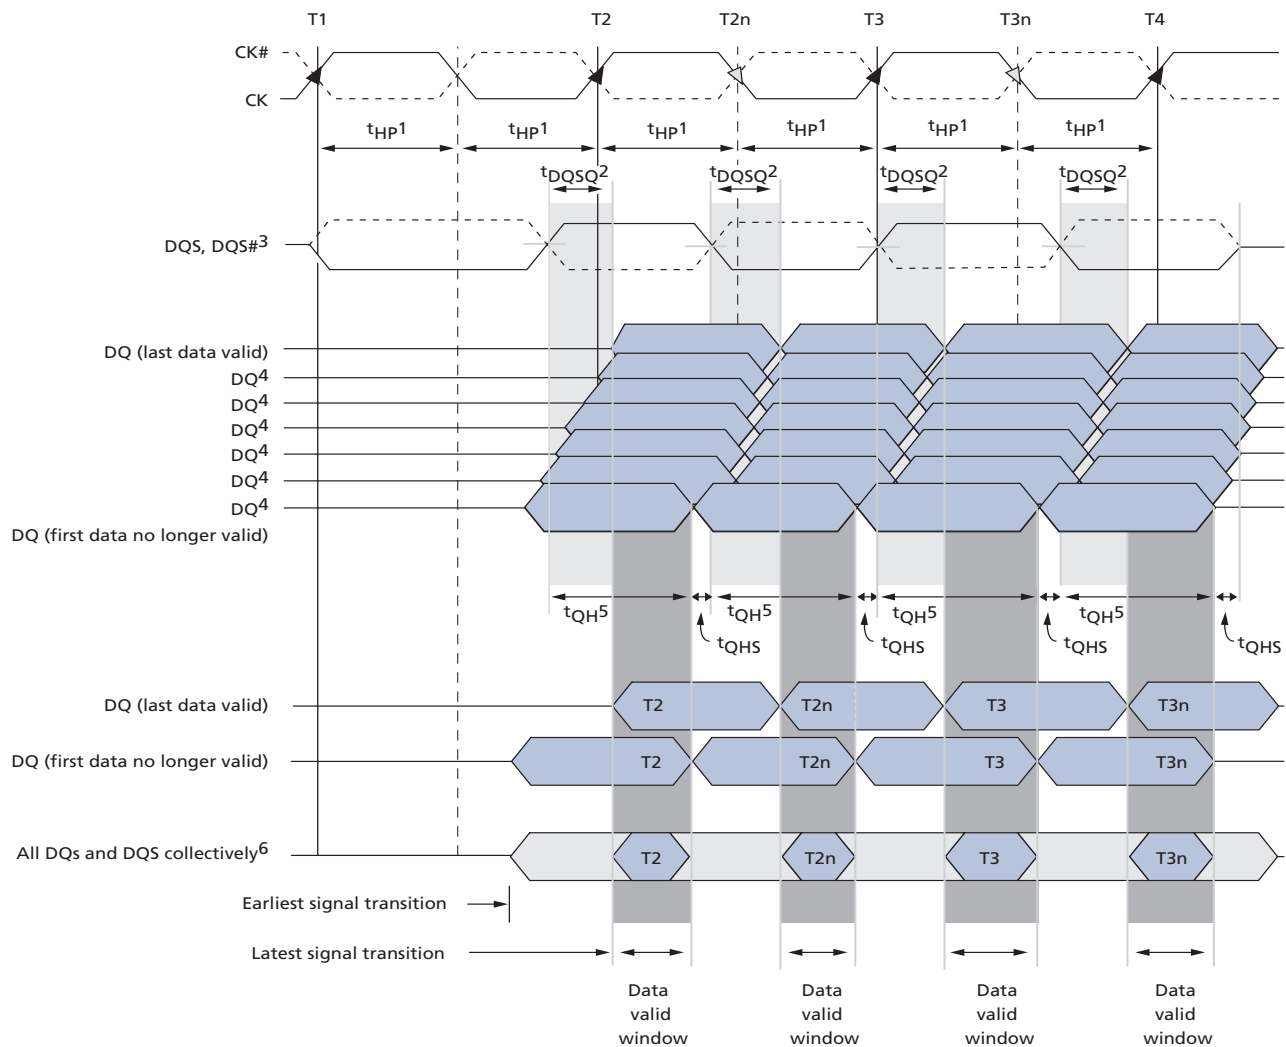 T1 T2 T2n T3 T3n T4
CK#
CK
tHP1 tHP1 tHP1 tHP1 tHP1 tHP1
tDQSQ2 tDQSQ2 tDQSQ2 tDQSQ2
DQS, DQS#3
DQ (last data valid)
DQ4
DQ4
DQ4
DQ4
DQ4
DQ4
DQ (first data no longer valid)
tQH5 tQH5 tQH5 tQH5
tQHS tQHS tQHS tQHS
DQ (last data valid) T2 T2n T3 T3n
DQ (first data no longer valid) T2 T2n T3 T3n
All DQs and DQS collectively6 T2 T2n T3 T3n
Earliest signal transition
Latest signal transition
Data Data Data Data
valid valid valid valid
window window window window